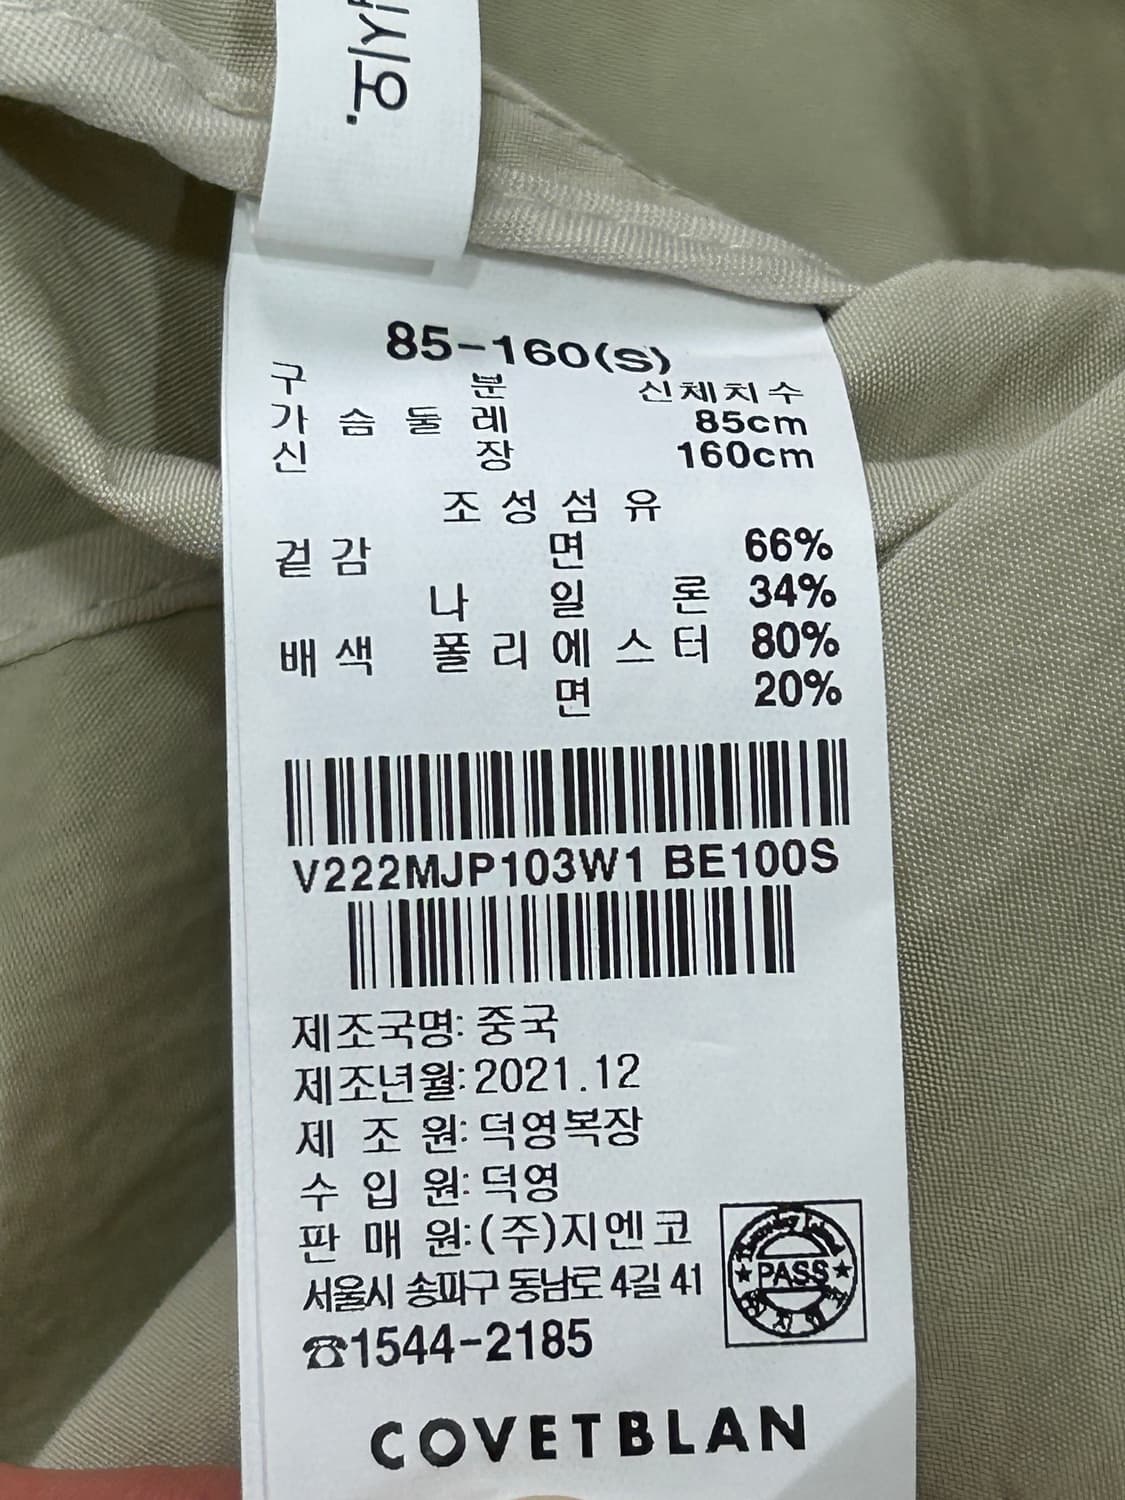 85-160(S)
구 분 신체치수
가 슴 둘 레 85cm
신 장 160cm
조 성 섬 유
겉 감 면 66%
나 일 론 34%
배 색 폴 리 에 스 터 80%
면 20%
V222MJP103W1 BE100S
제조국명: 중국
제조년월: 2021.12
제 조 원: 덕영복장
수 입 원: 덕영
판 매 원: (주)지엔코
서울시 송파구 동남로 4길 41
☎1544-2185
PASS
COVETBLAN